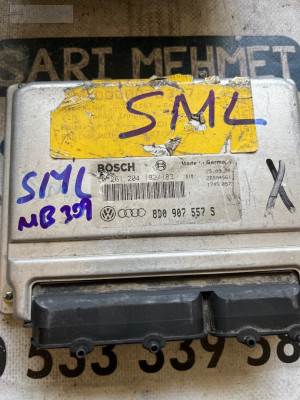 SART MEHMET
SML
BOSCH
Made in Germany
261 204 182/183
SML
MB 309
8D0 907 557 S
X
0 533 339 58